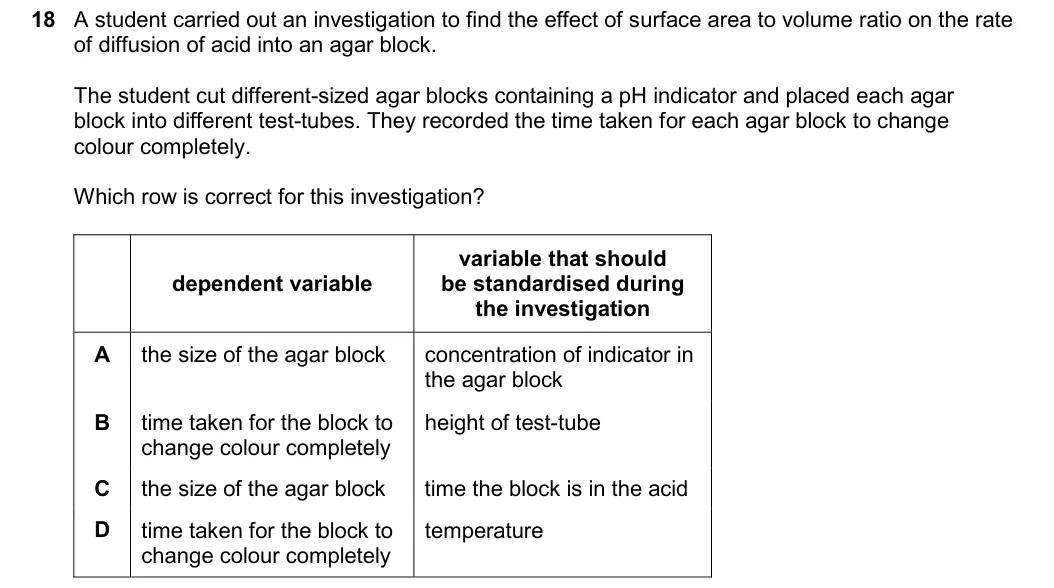 18 A student carried out an investigation to find the effect of surface area to volume ratio on the rate
of diffusion of acid into an agar block.
The student cut different-sized agar blocks containing a pH indicator and placed each agar
block into different test-tubes. They recorded the time taken for each agar block to change
colour completely.
Which row is correct for this investigation?
dependent variable
variable that should
be standardised during
the investigation
A the size of the agar block concentration of indicator in
the agar block
B time taken for the block to height of test-tube
change colour completely
C the size of the agar block time the block is in the acid
D time taken for the block to temperature
change colour completely